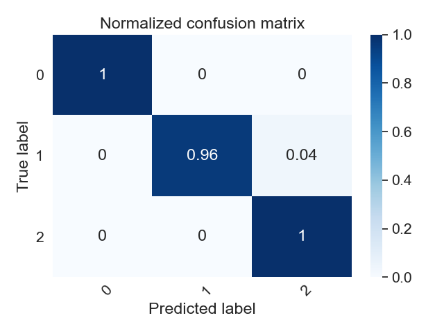 Normalized confusion matrix
True label
0 1 0 0
1 0 0.96 0.04
2 0 0 1
0 1 2
Predicted label
1.0
0.8
0.6
0.4
0.2
0.0